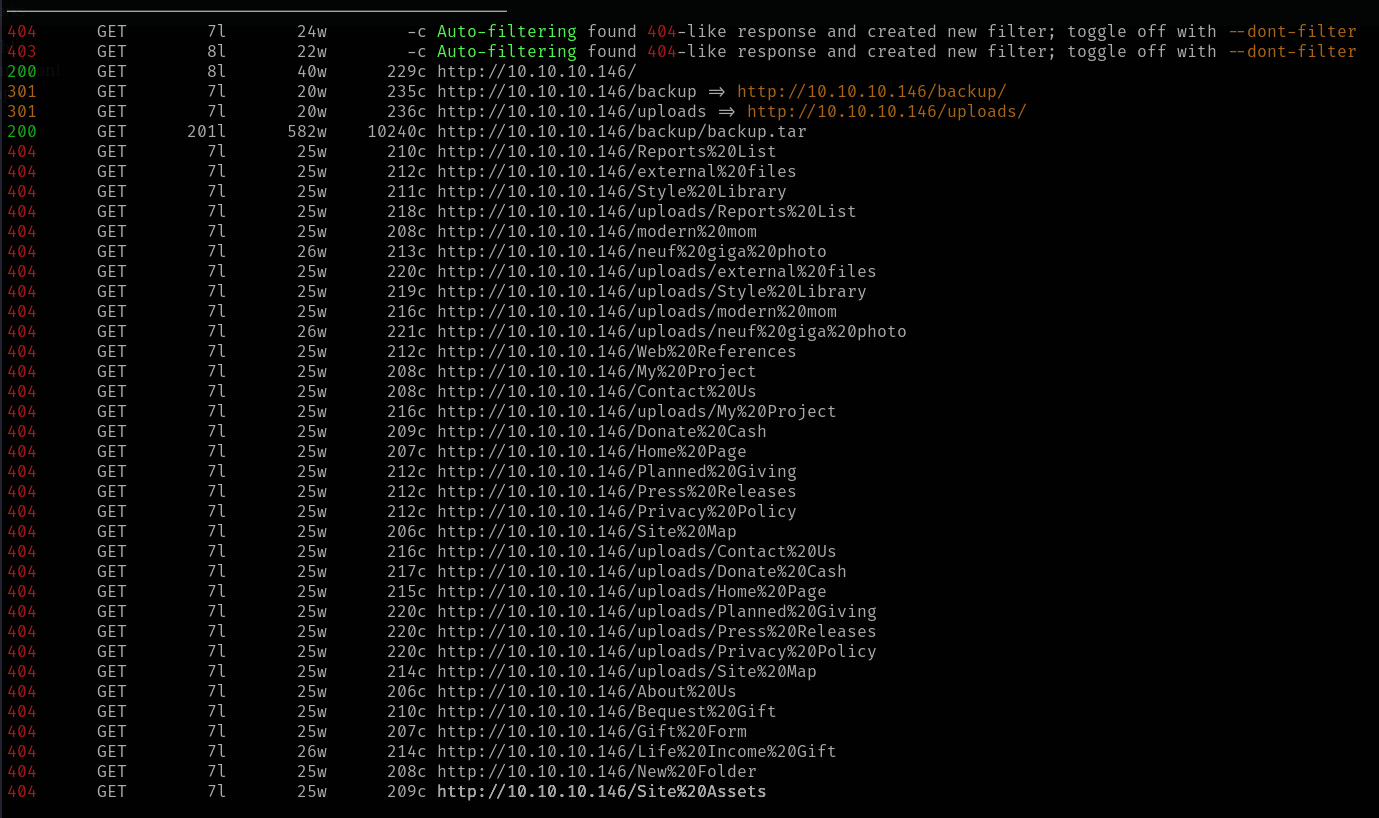 404 GET 7l 24w -c Auto-filtering found 404-like response and created new filter; toggle off with --dont-filter
403 GET 8l 22w -c Auto-filtering found 404-like response and created new filter; toggle off with --dont-filter
200 GET 8l 40w 229c http://10.10.10.146/
301 GET 7l 20w 235c http://10.10.10.146/backup => http://10.10.10.146/backup/
301 GET 7l 20w 236c http://10.10.10.146/uploads => http://10.10.10.146/uploads/
200 GET 201l 582w 10240c http://10.10.10.146/backup/backup.tar
404 GET 7l 25w 210c http://10.10.10.146/Reports%20List
404 GET 7l 25w 212c http://10.10.10.146/external%20files
404 GET 7l 25w 211c http://10.10.10.146/Style%20Library
404 GET 7l 25w 218c http://10.10.10.146/uploads/Reports%20List
404 GET 7l 25w 208c http://10.10.10.146/modern%20mom
404 GET 7l 26w 213c http://10.10.10.146/neuf%20giga%20photo
404 GET 7l 25w 220c http://10.10.10.146/uploads/external%20files
404 GET 7l 25w 219c http://10.10.10.146/uploads/Style%20Library
404 GET 7l 25w 216c http://10.10.10.146/uploads/modern%20mom
404 GET 7l 26w 221c http://10.10.10.146/uploads/neuf%20giga%20photo
404 GET 7l 25w 212c http://10.10.10.146/Web%20References
404 GET 7l 25w 208c http://10.10.10.146/My%20Project
404 GET 7l 25w 208c http://10.10.10.146/Contact%20Us
404 GET 7l 25w 216c http://10.10.10.146/uploads/My%20Project
404 GET 7l 25w 209c http://10.10.10.146/Donate%20Cash
404 GET 7l 25w 207c http://10.10.10.146/Home%20Page
404 GET 7l 25w 212c http://10.10.10.146/Planned%20Giving
404 GET 7l 25w 212c http://10.10.10.146/Press%20Releases
404 GET 7l 25w 212c http://10.10.10.146/Privacy%20Policy
404 GET 7l 25w 206c http://10.10.10.146/Site%20Map
404 GET 7l 25w 216c http://10.10.10.146/uploads/Contact%20Us
404 GET 7l 25w 217c http://10.10.10.146/uploads/Donate%20Cash
404 GET 7l 25w 215c http://10.10.10.146/uploads/Home%20Page
404 GET 7l 25w 220c http://10.10.10.146/uploads/Planned%20Giving
404 GET 7l 25w 220c http://10.10.10.146/uploads/Press%20Releases
404 GET 7l 25w 220c http://10.10.10.146/uploads/Privacy%20Policy
404 GET 7l 25w 214c http://10.10.10.146/uploads/Site%20Map
404 GET 7l 25w 206c http://10.10.10.146/About%20Us
404 GET 7l 25w 210c http://10.10.10.146/Bequest%20Gift
404 GET 7l 25w 207c http://10.10.10.146/Gift%20Form
404 GET 7l 26w 214c http://10.10.10.146/Life%20Income%20Gift
404 GET 7l 25w 208c http://10.10.10.146/New%20Folder
404 GET 7l 25w 209c http://10.10.10.146/Site%20Assets